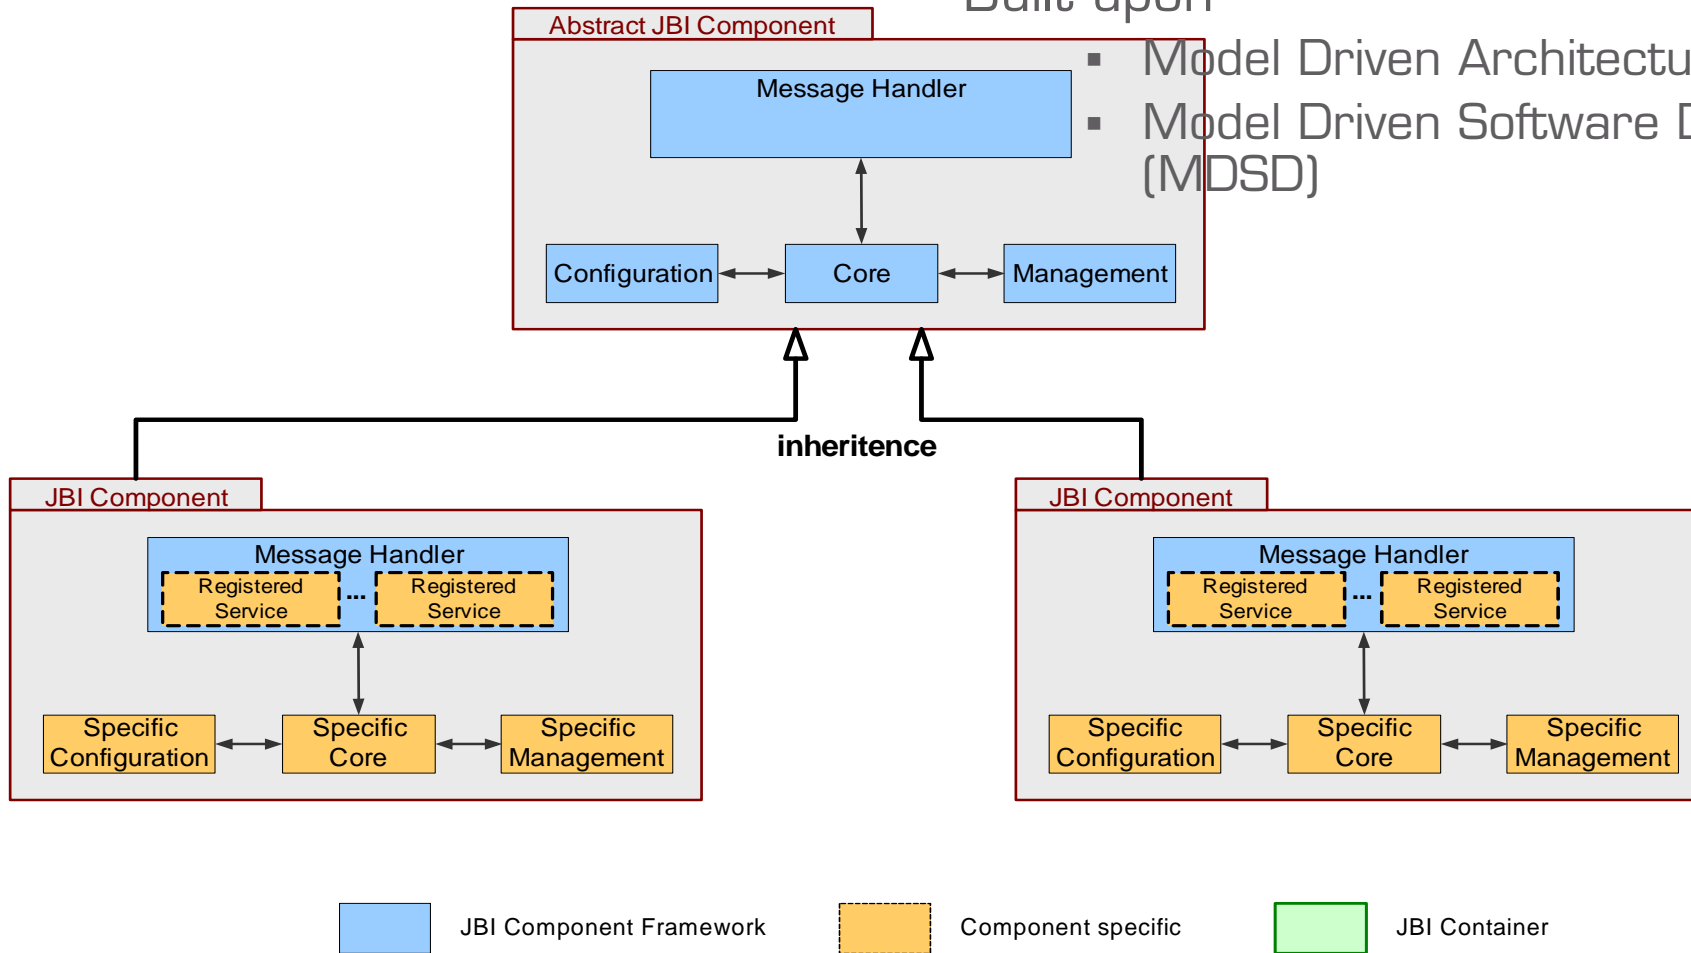 Built upon
Abstract JBI Component
▪ Model Driven Architectu
▪ Model Driven Software D
(MDSD)
Message Handler
Configuration
Core
Management
inheritence
JBI Component
Message Handler
Registered
Service
...
Registered
Service
Specific
Configuration
Specific
Core
Specific
Management
JBI Component
Message Handler
Registered
Service
...
Registered
Service
Specific
Configuration
Specific
Core
Specific
Management
JBI Component Framework
Component specific
JBI Container